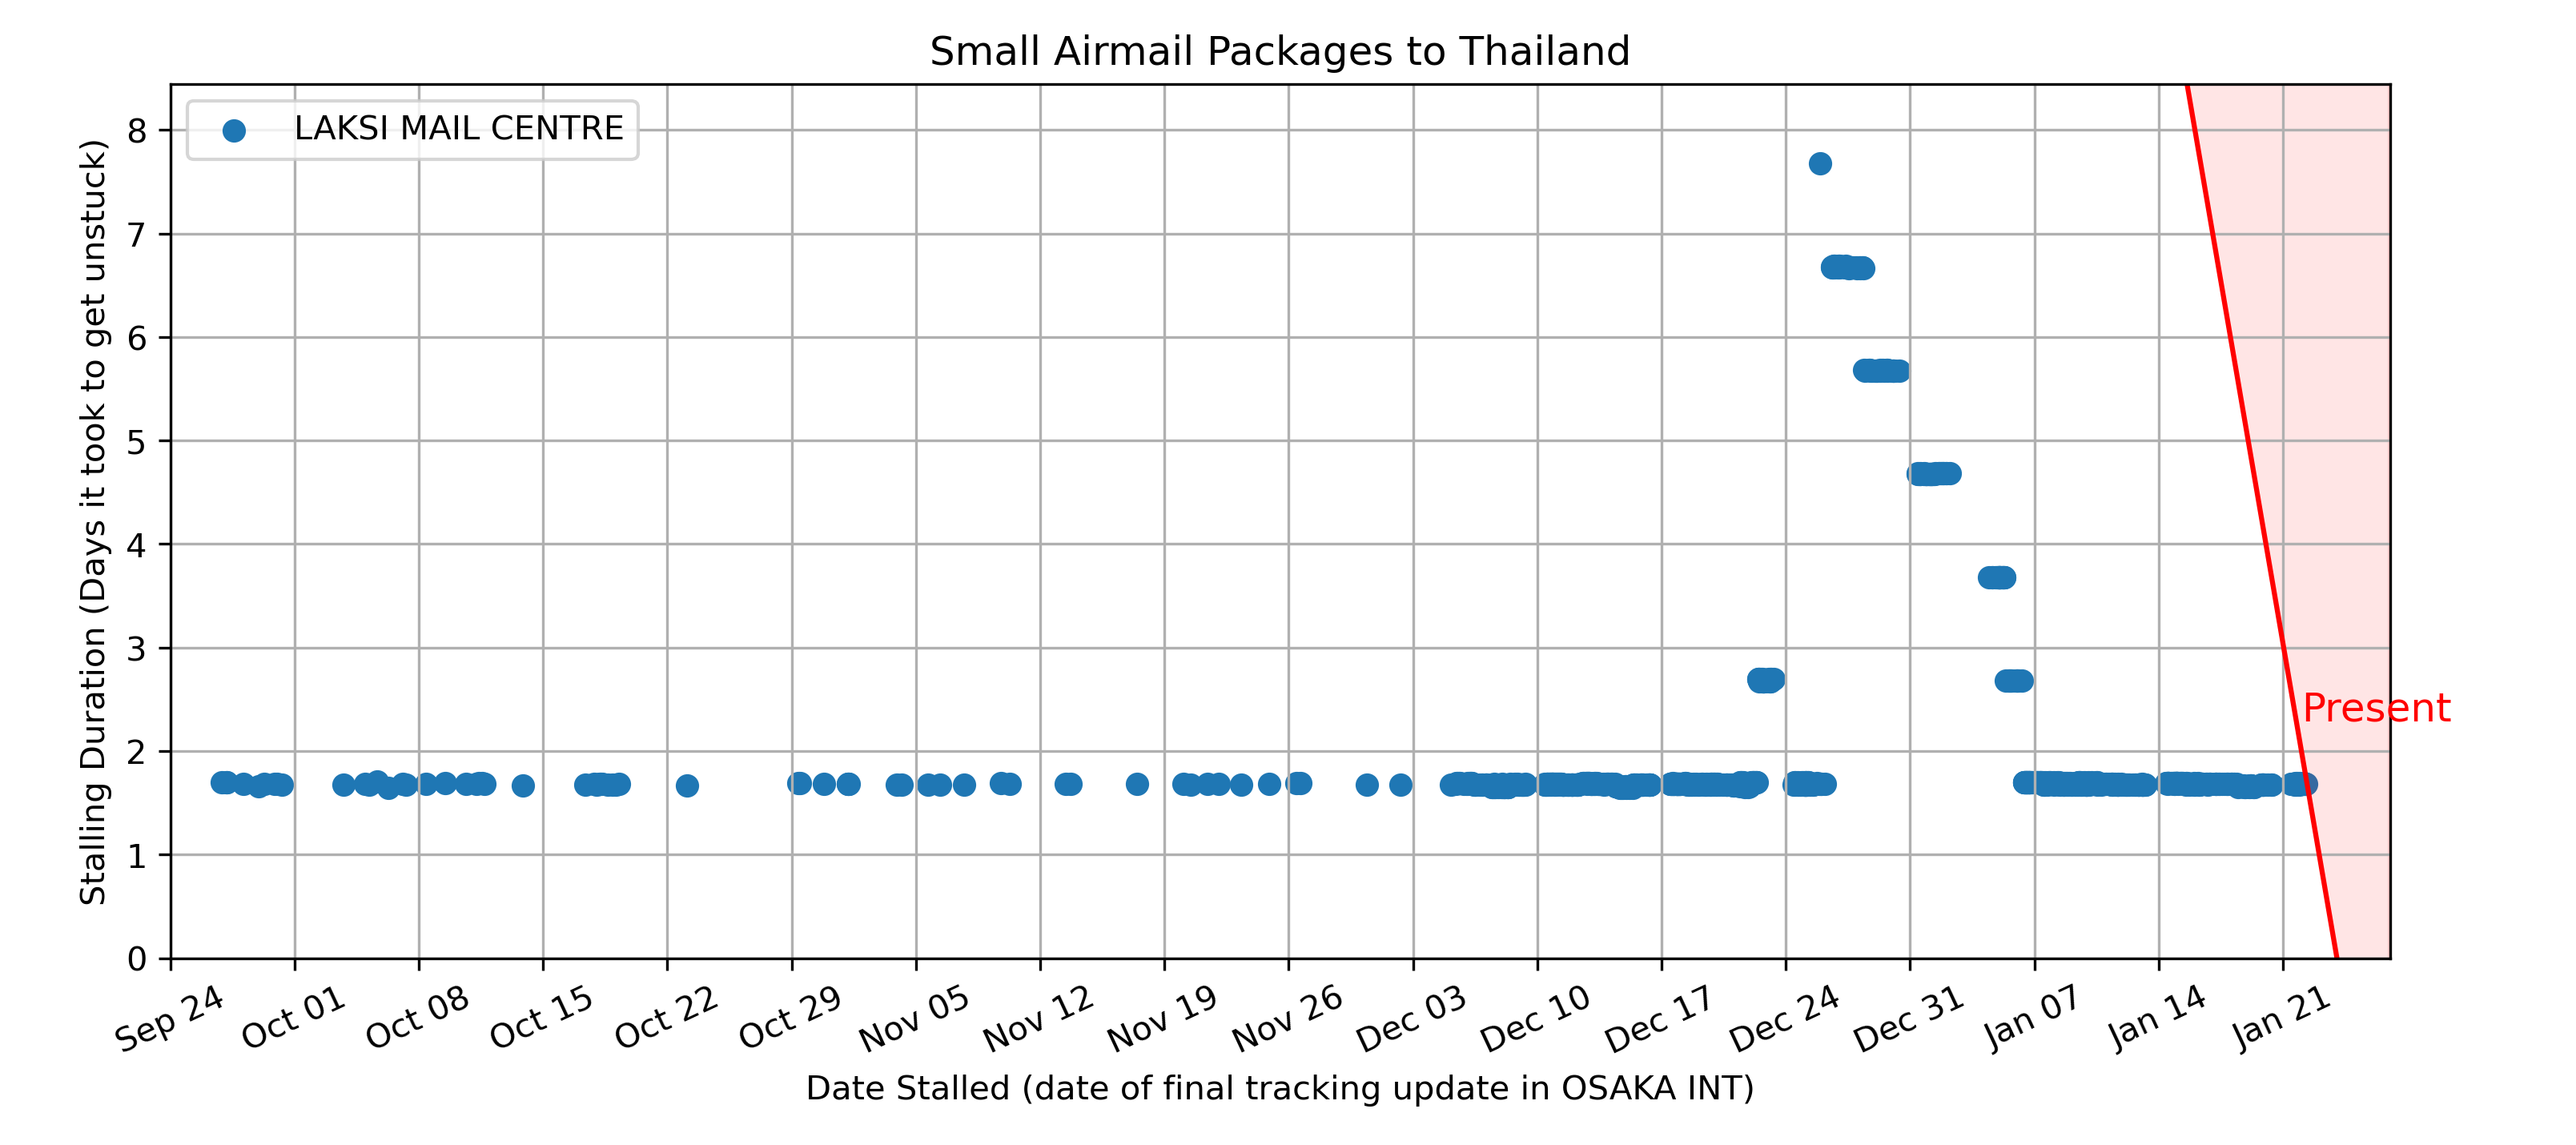 Small Airmail Packages to Thailand
LAKSI MAIL CENTRE
Stalling Duration (Days it took to get unstuck)
8
7
6
5
4
3
2
1
0
Present
Sep 24 Oct 01 Oct 08 Oct 15 Oct 22 Oct 29 Nov 05 Nov 12 Nov 19 Nov 26 Dec 03 Dec 10 Dec 17 Dec 24 Dec 31 Jan 07 Jan 14 Jan 21
Date Stalled (date of final tracking update in OSAKA INT)